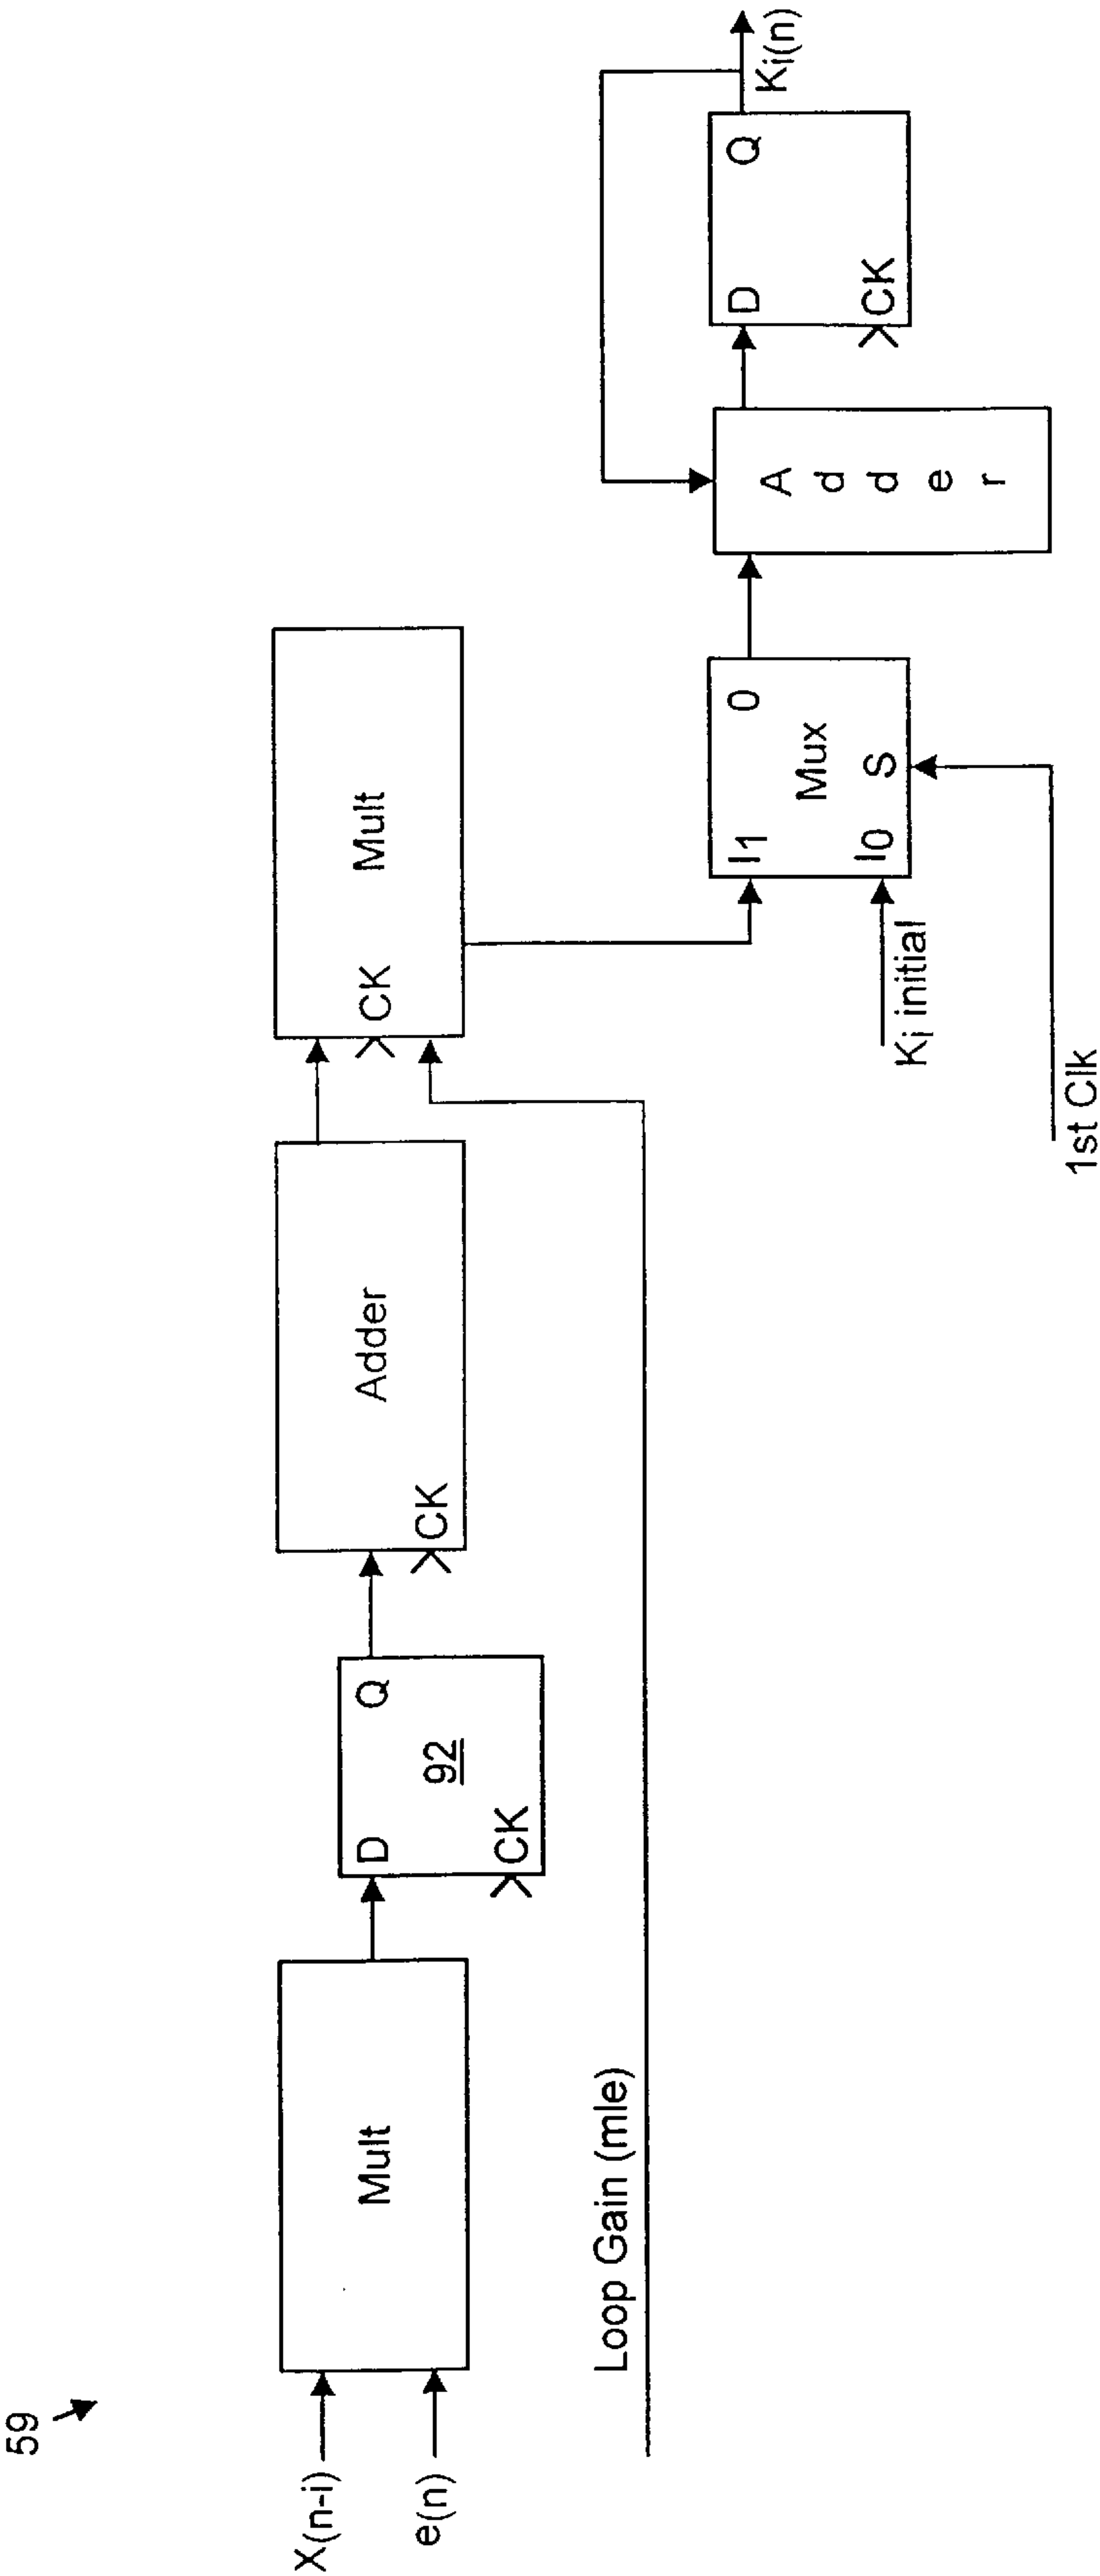 59
X(n-i)
e(n)
Mult
D Q
92
CK
Adder
CK
Mult
CK
Loop Gain (mle)
I1 0
Mux
I0 S
Ki initial
1st Clk
Adder
D Q
CK
Ki(n)